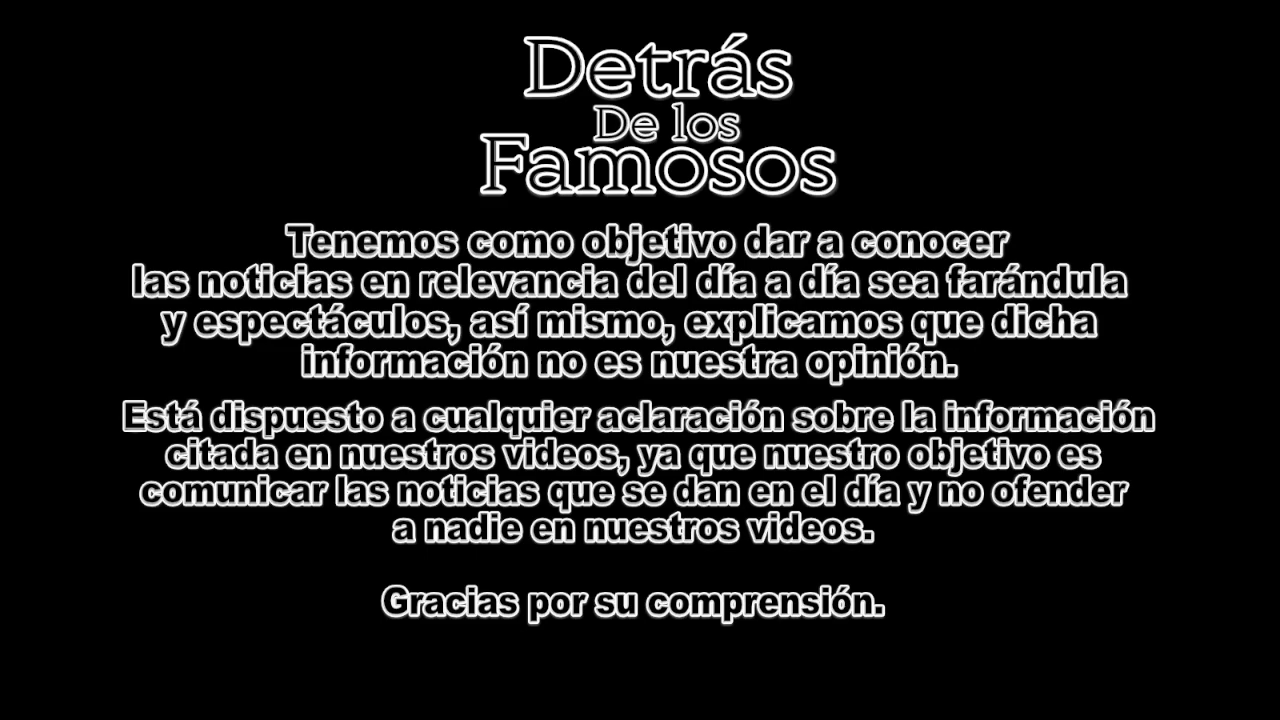 Detrás
De los
Famosos
Tenemos como objetivo dar a conocer
las noticias en relevancia del día a día sea farándula
y espectáculos, así mismo, explicamos que dicha
información no es nuestra opinión.
Está dispuesto a cualquier aclaración sobre la información
citada en nuestros videos, ya que nuestro objetivo es
comunicar las noticias que se dan en el día y no ofender
a nadie en nuestros videos.
Gracias por su comprensión.